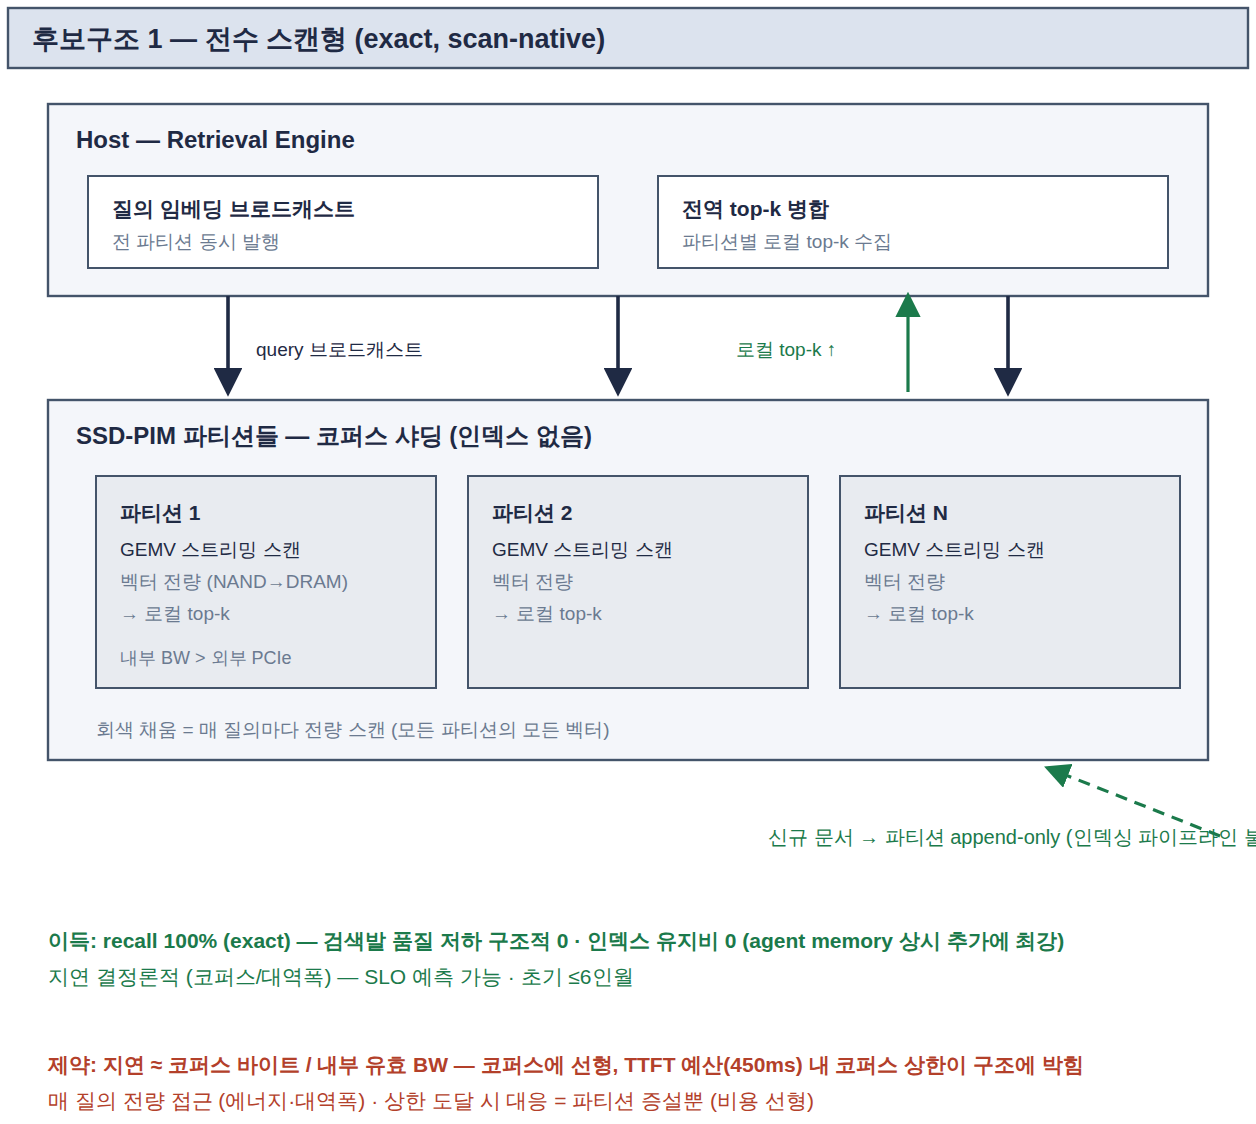 후보구조 1 — 전수 스캔형 (exact, scan-native)
Host — Retrieval Engine
질의 임베딩 브로드캐스트
전 파티션 동시 발행
전역 top-k 병합
파티션별 로컬 top-k 수집
query 브로드캐스트
로컬 top-k ↑
SSD-PIM 파티션들 — 코퍼스 샤딩 (인덱스 없음)
파티션 1
GEMV 스트리밍 스캔
벡터 전량 (NAND→DRAM)
→ 로컬 top-k
내부 BW > 외부 PCIe
파티션 2
GEMV 스트리밍 스캔
벡터 전량
→ 로컬 top-k
파티션 N
GEMV 스트리밍 스캔
벡터 전량
→ 로컬 top-k
회색 채움 = 매 질의마다 전량 스캔 (모든 파티션의 모든 벡터)
신규 문서 → 파티션 append-only (인덱싱 파이프라인
이득: recall 100% (exact) — 검색발 품질 저하 구조적 0 · 인덱스 유지비 0 (agent memory 상시 추가에 최강)
지연 결정론적 (코퍼스/대역폭) — SLO 예측 가능 · 초기 ≤6인월
제약: 지연 ≈ 코퍼스 바이트 / 내부 유효 BW — 코퍼스에 선형, TTFT 예산(450ms) 내 코퍼스 상한이 구조에 박힘
매 질의 전량 접근 (에너지·대역폭) · 상한 도달 시 대응 = 파티션 증설뿐 (비용 선형)